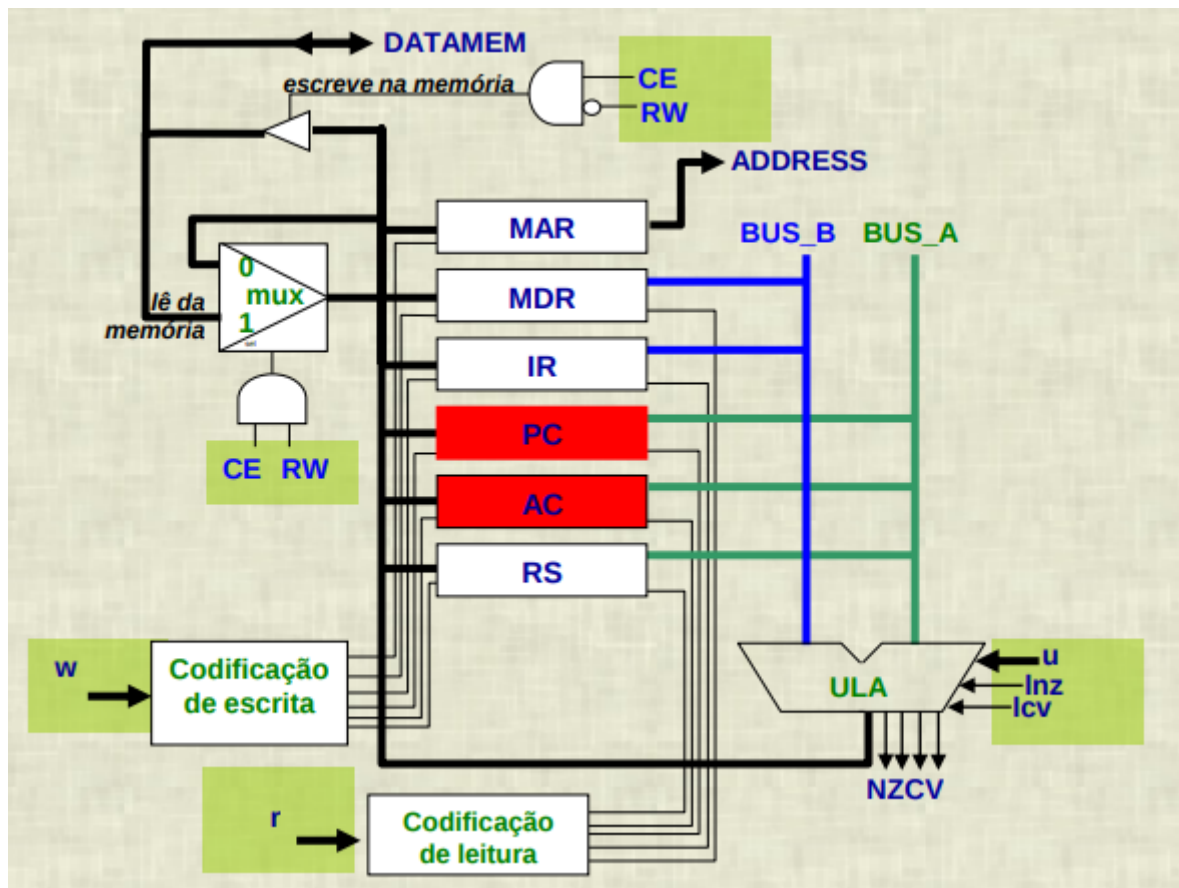 DATAMEM
escreve na memória
CE
RW
ADDRESS
MAR
BUS_B
BUS_A
0
mux
1
lê da
memória
MDR
IR
CE RW
PC
AC
RS
w
Codificação
de escrita
ULA
u
lnz
lcv
NZCV
r
Codificação
de leitura